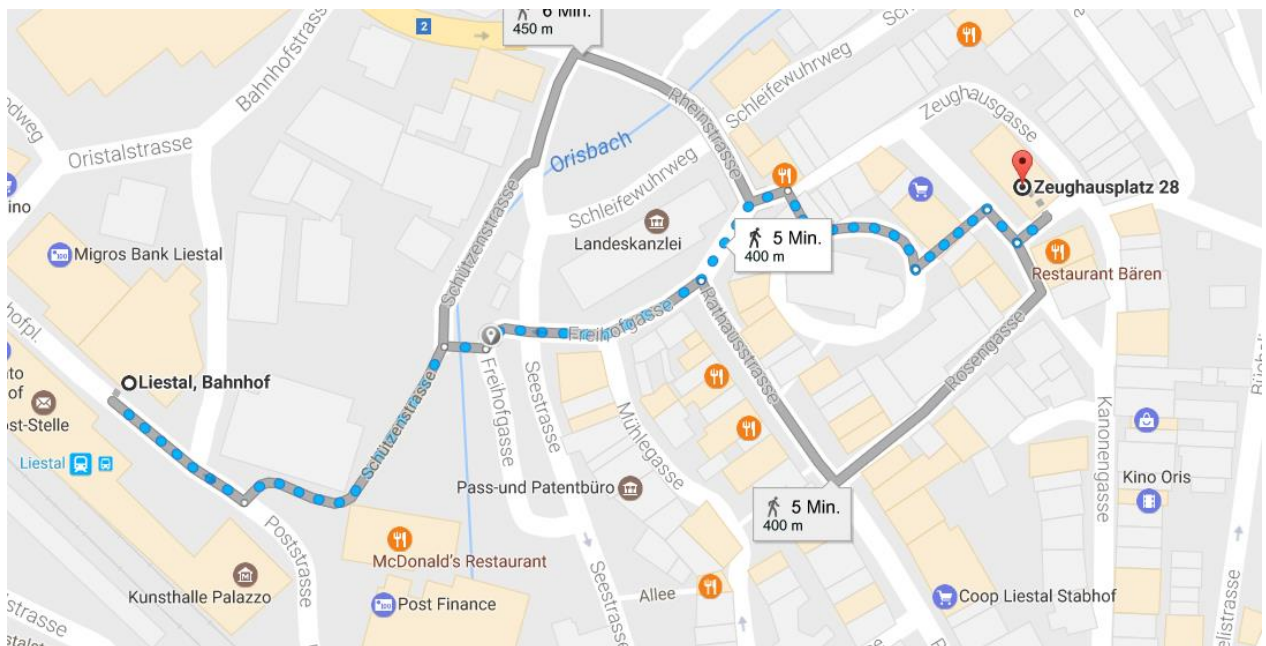 6 Min.
450 m
2
Bahnhofstrasse
Oristalstrasse
Orisbach
Rheinstrasse
Schleifewuhrweg
Schleifewuhrweg
Zeughausgasse
Zeughausplatz 28
Landeskanzlei
5 Min.
400 m
Migros Bank Liestal
Schützenstrasse
Restaurant Bären
Freihofgasse
Rathausstrasse
Rosengasse
Liestal, Bahnhof
Schützenstrasse
Freihofgasse
Seestrasse
Mühlegasse
Kanonengasse
Liestal
Pass-und Patentbüro
5 Min.
400 m
Kino Oris
Poststrasse
McDonald's Restaurant
Kunsthalle Palazzo
Post Finance
Seestrasse
Allee
Coop Liestal Stabhof